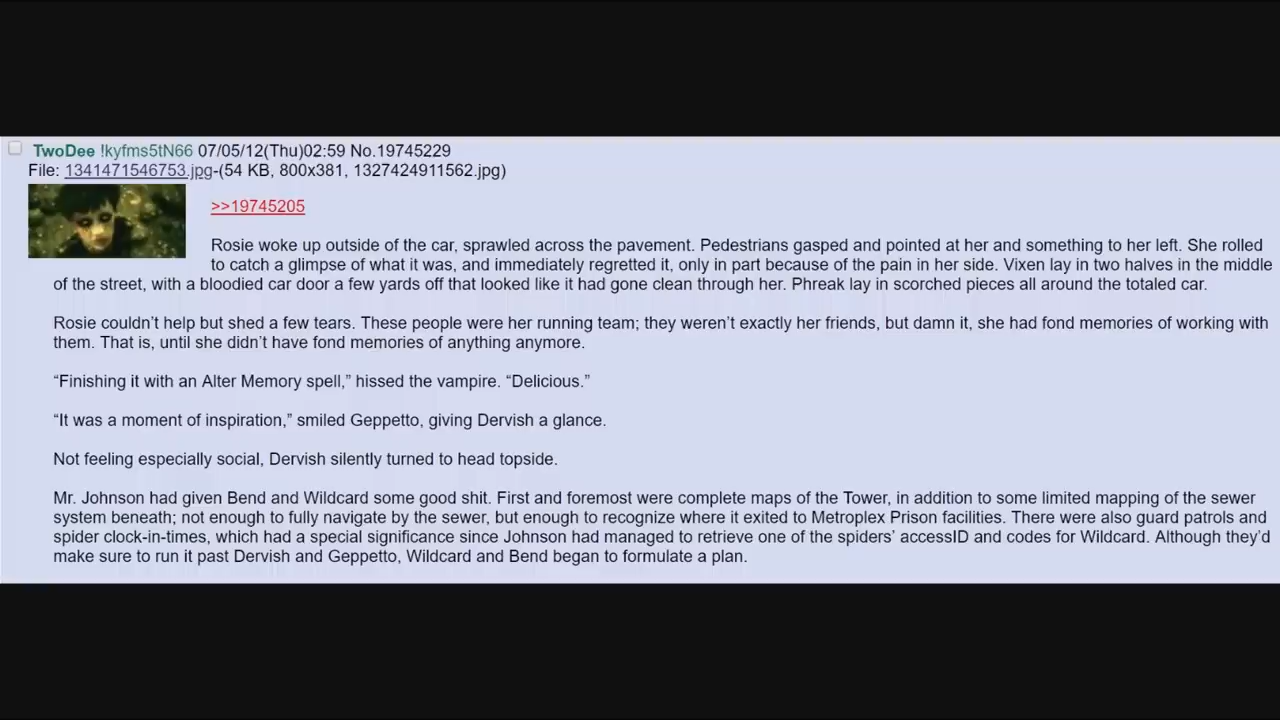 TwoDee !kyfms5tN66 07/05/12(Thu)02:59 No.19745229
File: 1341471546753.jpg-(54 KB, 800x381, 1327424911562.jpg)
>>19745205
Rosie woke up outside of the car, sprawled across the pavement. Pedestrians gasped and pointed at her and something to her left. She rolled
to catch a glimpse of what it was, and immediately regretted it, only in part because of the pain in her side. Vixen lay in two halves in the middle
of the street, with a bloodied car door a few yards off that looked like it had gone clean through her. Phreak lay in scorched pieces all around the totaled car.
Rosie couldn’t help but shed a few tears. These people were her running team; they weren’t exactly her friends, but damn it, she had fond memories of working with
them. That is, until she didn’t have fond memories of anything anymore.
“Finishing it with an Alter Memory spell,” hissed the vampire. “Delicious.”
“It was a moment of inspiration,” smiled Geppetto, giving Dervish a glance.
Not feeling especially social, Dervish silently turned to head topside.
Mr. Johnson had given Bend and Wildcard some good shit. First and foremost were complete maps of the Tower, in addition to some limited mapping of the sewer
system beneath; not enough to fully navigate by the sewer, but enough to recognize where it exited to Metroplex Prison facilities. There were also guard patrols and
spider clock-in-times, which had a special significance since Johnson had managed to retrieve one of the spiders’ accessID and codes for Wildcard. Although they’d
make sure to run it past Dervish and Geppetto, Wildcard and Bend began to formulate a plan.